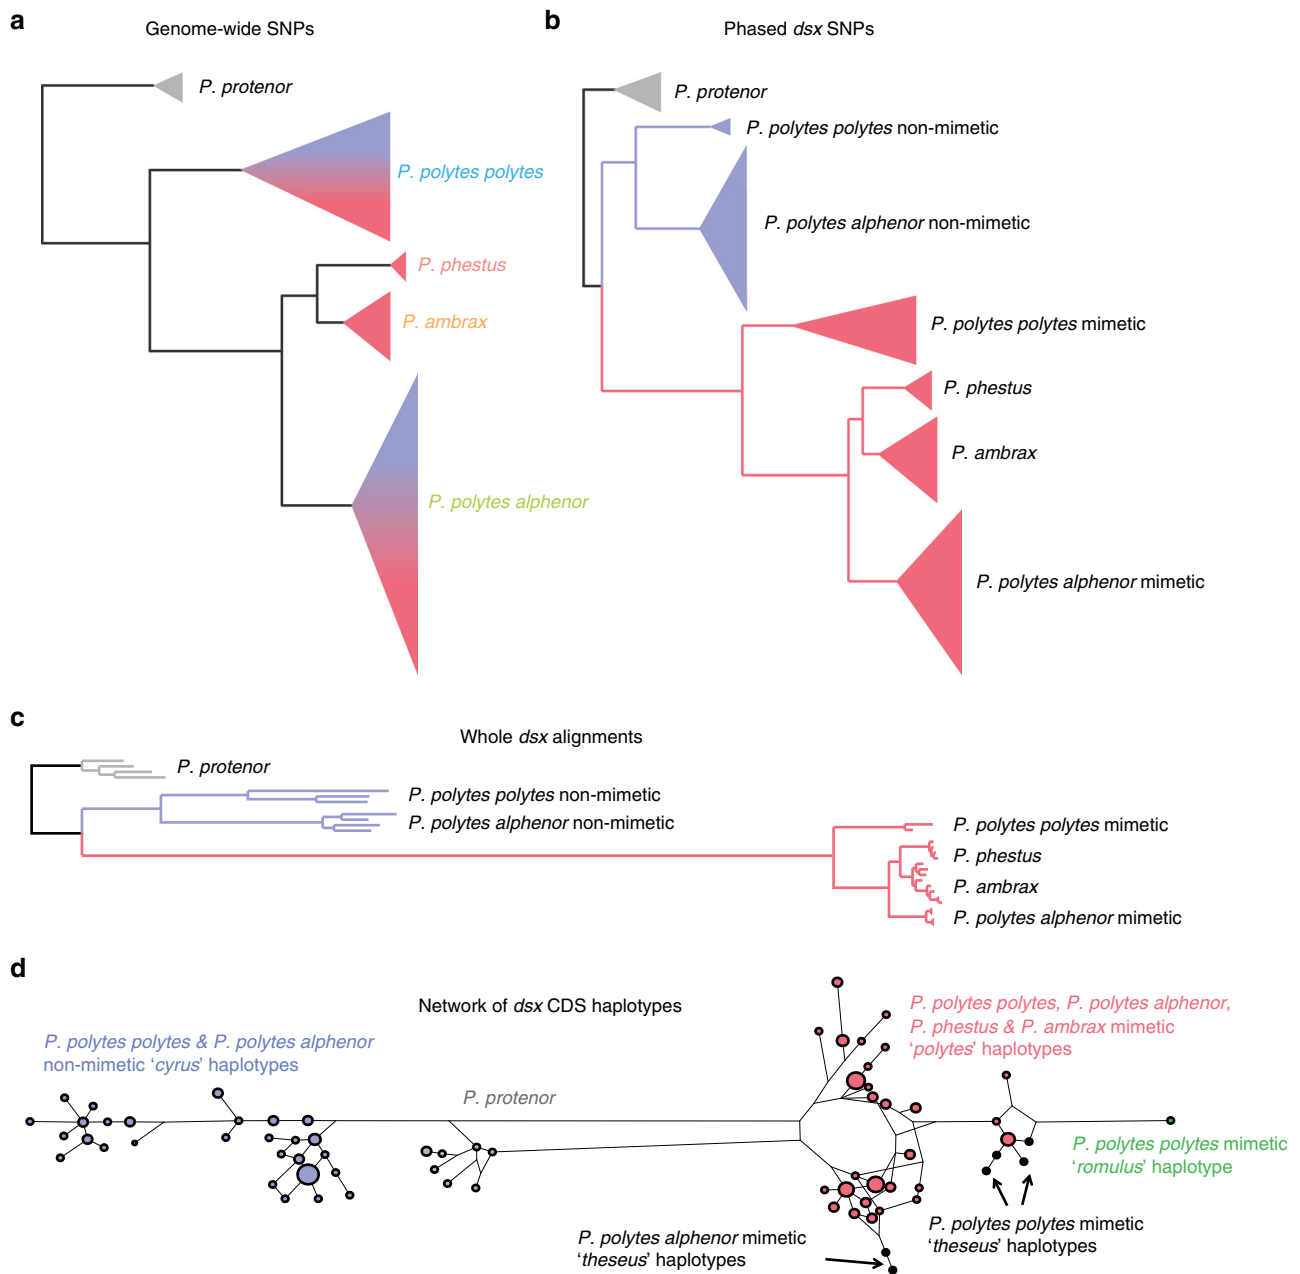 a
Genome-wide SNPs
P. protenor
P. polytes polytes
P. phestus
P. ambrax
P. polytes alphenor
b
Phased dsx SNPs
P. protenor
P. polytes polytes non-mimetic
P. polytes alphenor non-mimetic
P. polytes polytes mimetic
P. phestus
P. ambrax
P. polytes alphenor mimetic
c
Whole dsx alignments
P. protenor
P. polytes polytes non-mimetic
P. polytes alphenor non-mimetic
P. polytes polytes mimetic
P. phestus
P. ambrax
P. polytes alphenor mimetic
d
Network of dsx CDS haplotypes
P. polytes polytes & P. polytes alphenor
non-mimetic ‘cyrus’ haplotypes
P. protenor
P. polytes polytes, P. polytes alphenor,
P. phestus & P. ambrax mimetic
‘polytes’ haplotypes
P. polytes polytes mimetic
‘romulus’ haplotype
P. polytes polytes mimetic
‘theseus’ haplotypes
P. polytes alphenor mimetic
‘theseus’ haplotypes